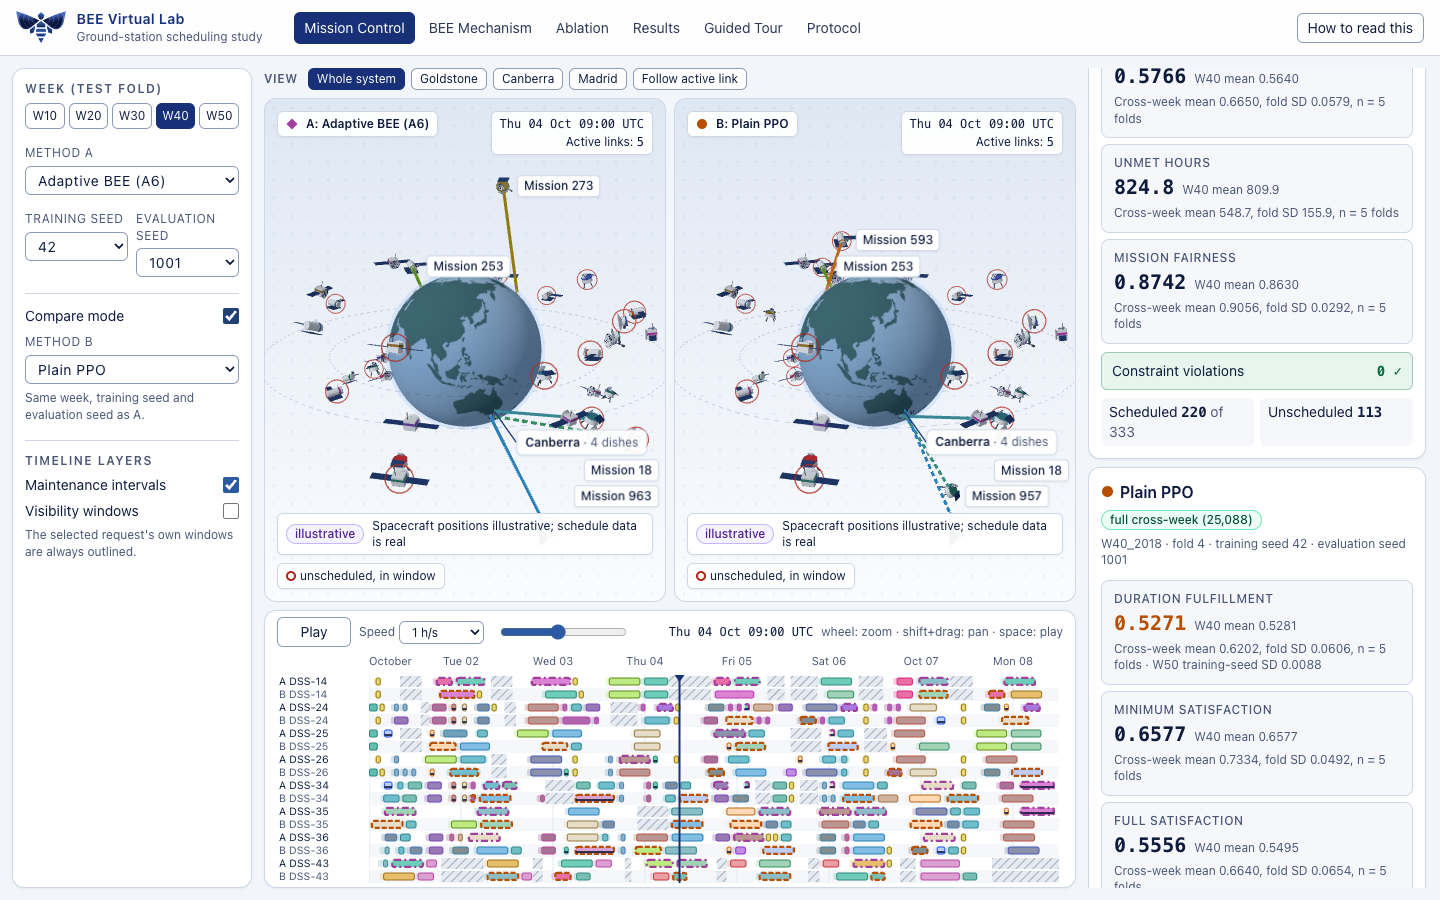 BEE Virtual Lab
Ground-station scheduling study
Mission Control
BEE Mechanism
Ablation
Results
Guided Tour
Protocol
How to read this
WEEK (TEST FOLD)
W10
W20
W30
W40
W50
METHOD A
Adaptive BEE (A6)
TRAINING SEED
42
EVALUATION
SEED
1001
Compare mode
METHOD B
Plain PPO
Same week, training seed and
evaluation seed as A.
TIMELINE LAYERS
Maintenance intervals
Visibility windows
The selected request's own windows
are always outlined.
VIEW
Whole system
Goldstone
Canberra
Madrid
Follow active link
A: Adaptive BEE (A6)
Thu 04 Oct 09:00 UTC
Active links: 5
Mission 273
Mission 253
Canberra · 4 dishes
Mission 18
Mission 963
illustrative
Spacecraft positions illustrative; schedule data
is real
unscheduled, in window
B: Plain PPO
Thu 04 Oct 09:00 UTC
Active links: 5
Mission 593
Mission 253
Canberra · 4 dishes
Mission 18
Mission 957
illustrative
Spacecraft positions illustrative; schedule data
is real
unscheduled, in window
Play
Speed
1 h/s
Thu 04 Oct 09:00 UTC
wheel: zoom · shift+drag: pan · space: play
October
Tue 02
Wed 03
Thu 04
Fri 05
Sat 06
Oct 07
Mon 08
A DSS-14
B DSS-14
A DSS-24
B DSS-24
A DSS-25
B DSS-25
A DSS-26
B DSS-26
A DSS-34
B DSS-34
A DSS-35
B DSS-35
A DSS-36
B DSS-36
A DSS-43
B DSS-43
0.5766 W40 mean 0.5640
Cross-week mean 0.6650, fold SD 0.0579, n = 5
folds
UNMET HOURS
824.8 W40 mean 809.9
Cross-week mean 548.7, fold SD 155.9, n = 5 folds
MISSION FAIRNESS
0.8742 W40 mean 0.8630
Cross-week mean 0.9056, fold SD 0.0292, n = 5
folds
Constraint violations 0 ✓
Scheduled 220 of
333
Unscheduled 113
Plain PPO
full cross-week (25,088)
W40_2018 · fold 4 · training seed 42 · evaluation seed
1001
DURATION FULFILLMENT
0.5271 W40 mean 0.5281
Cross-week mean 0.6202, fold SD 0.0606, n = 5
folds · W50 training-seed SD 0.0088
MINIMUM SATISFACTION
0.6577 W40 mean 0.6577
Cross-week mean 0.7334, fold SD 0.0492, n = 5
folds
FULL SATISFACTION
0.5556 W40 mean 0.5495
Cross-week mean 0.6640, fold SD 0.0654, n = 5
folds